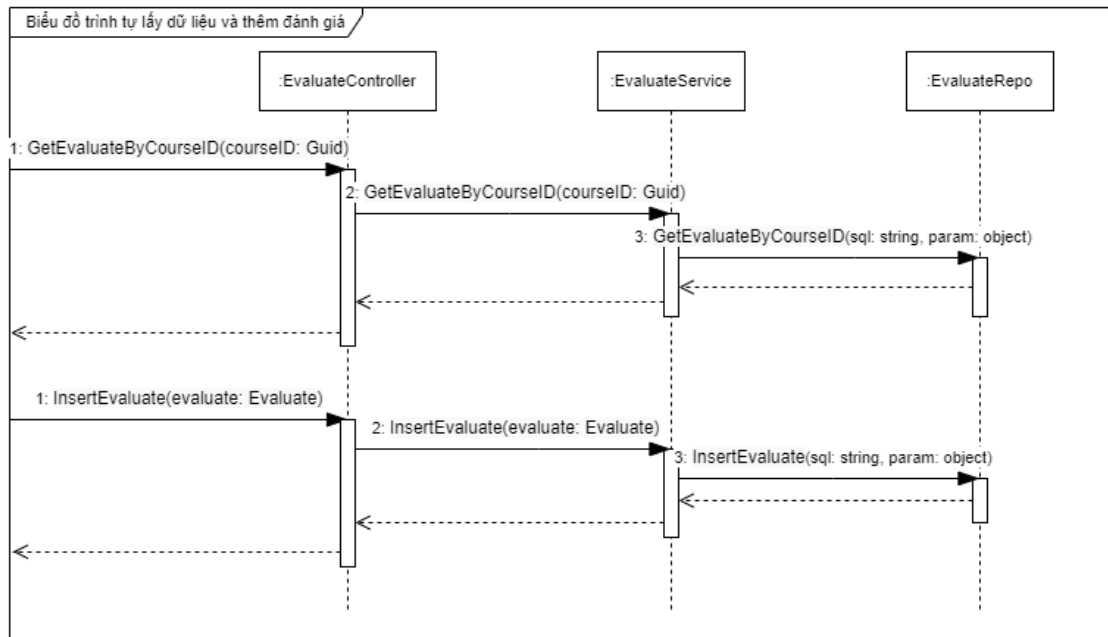 Biểu đồ trình tự lấy dữ liệu và thêm đánh giá
:EvaluateController
:EvaluateService
:EvaluateRepo
1: GetEvaluateByCourseID(courseID: Guid)
2: GetEvaluateByCourseID(courseID: Guid)
3: GetEvaluateByCourseID(sql: string, param: object)
1: InsertEvaluate(evaluate: Evaluate)
2: InsertEvaluate(evaluate: Evaluate)
3: InsertEvaluate(sql: string, param: object)